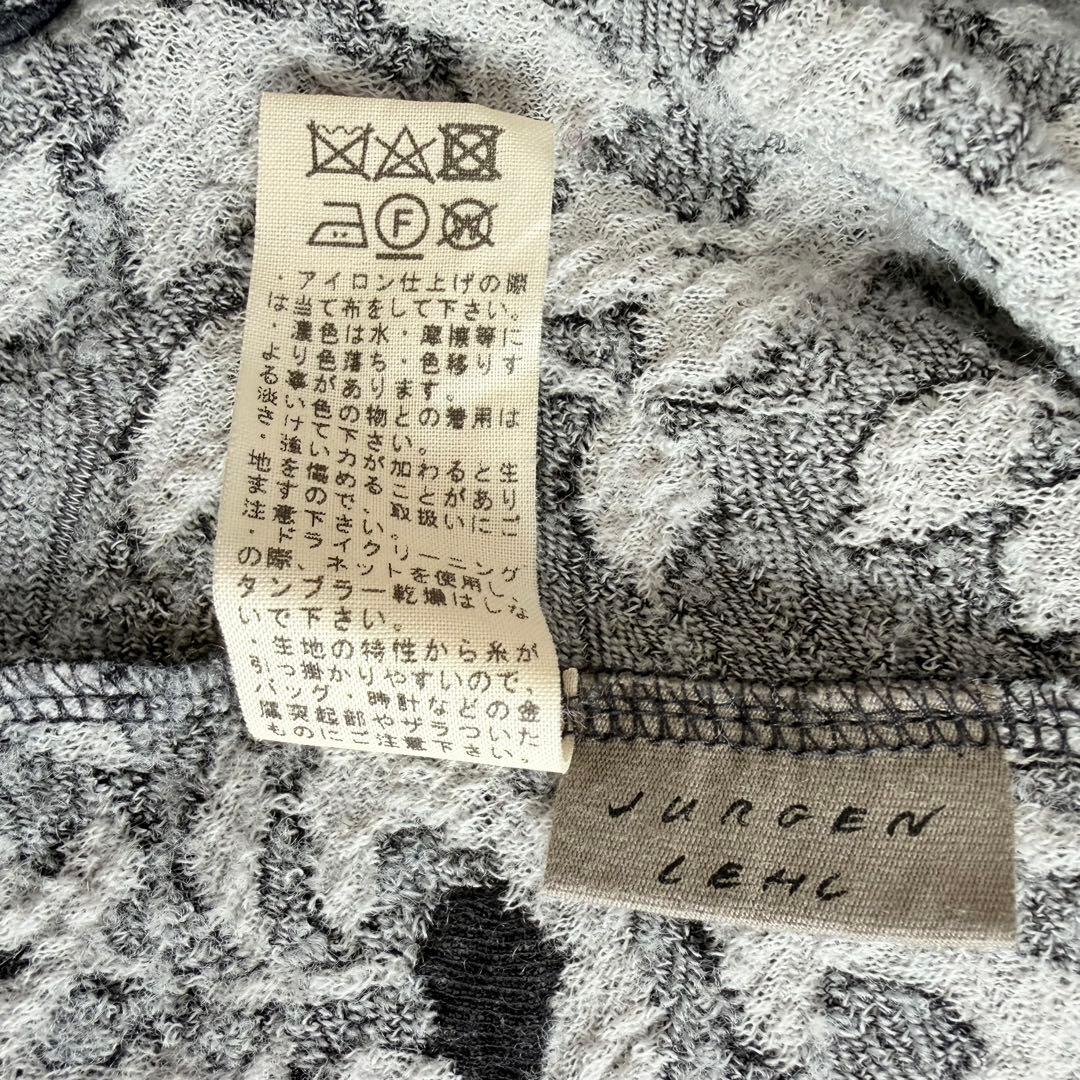 F W
・アイロン仕上げの際
は当て布をして下さい。
・濃色は水・摩擦等に
より色落ち・色移りす
る事があります。
淡い色の物との着用は
さけて下さい。
・強い力が加わると生
地を傷める事があり
ますので、取扱いにご
注意下さい。
・ドライクリーニング
の際、ネットを使用し、
タンブラー乾燥はしな
いで下さい。
・生地の特性から糸が
引っ掛かりやすいので、
バッグ・時計などの金
属突起部やザラついた
ものにご注意下さい。
JURGEN
LEHL